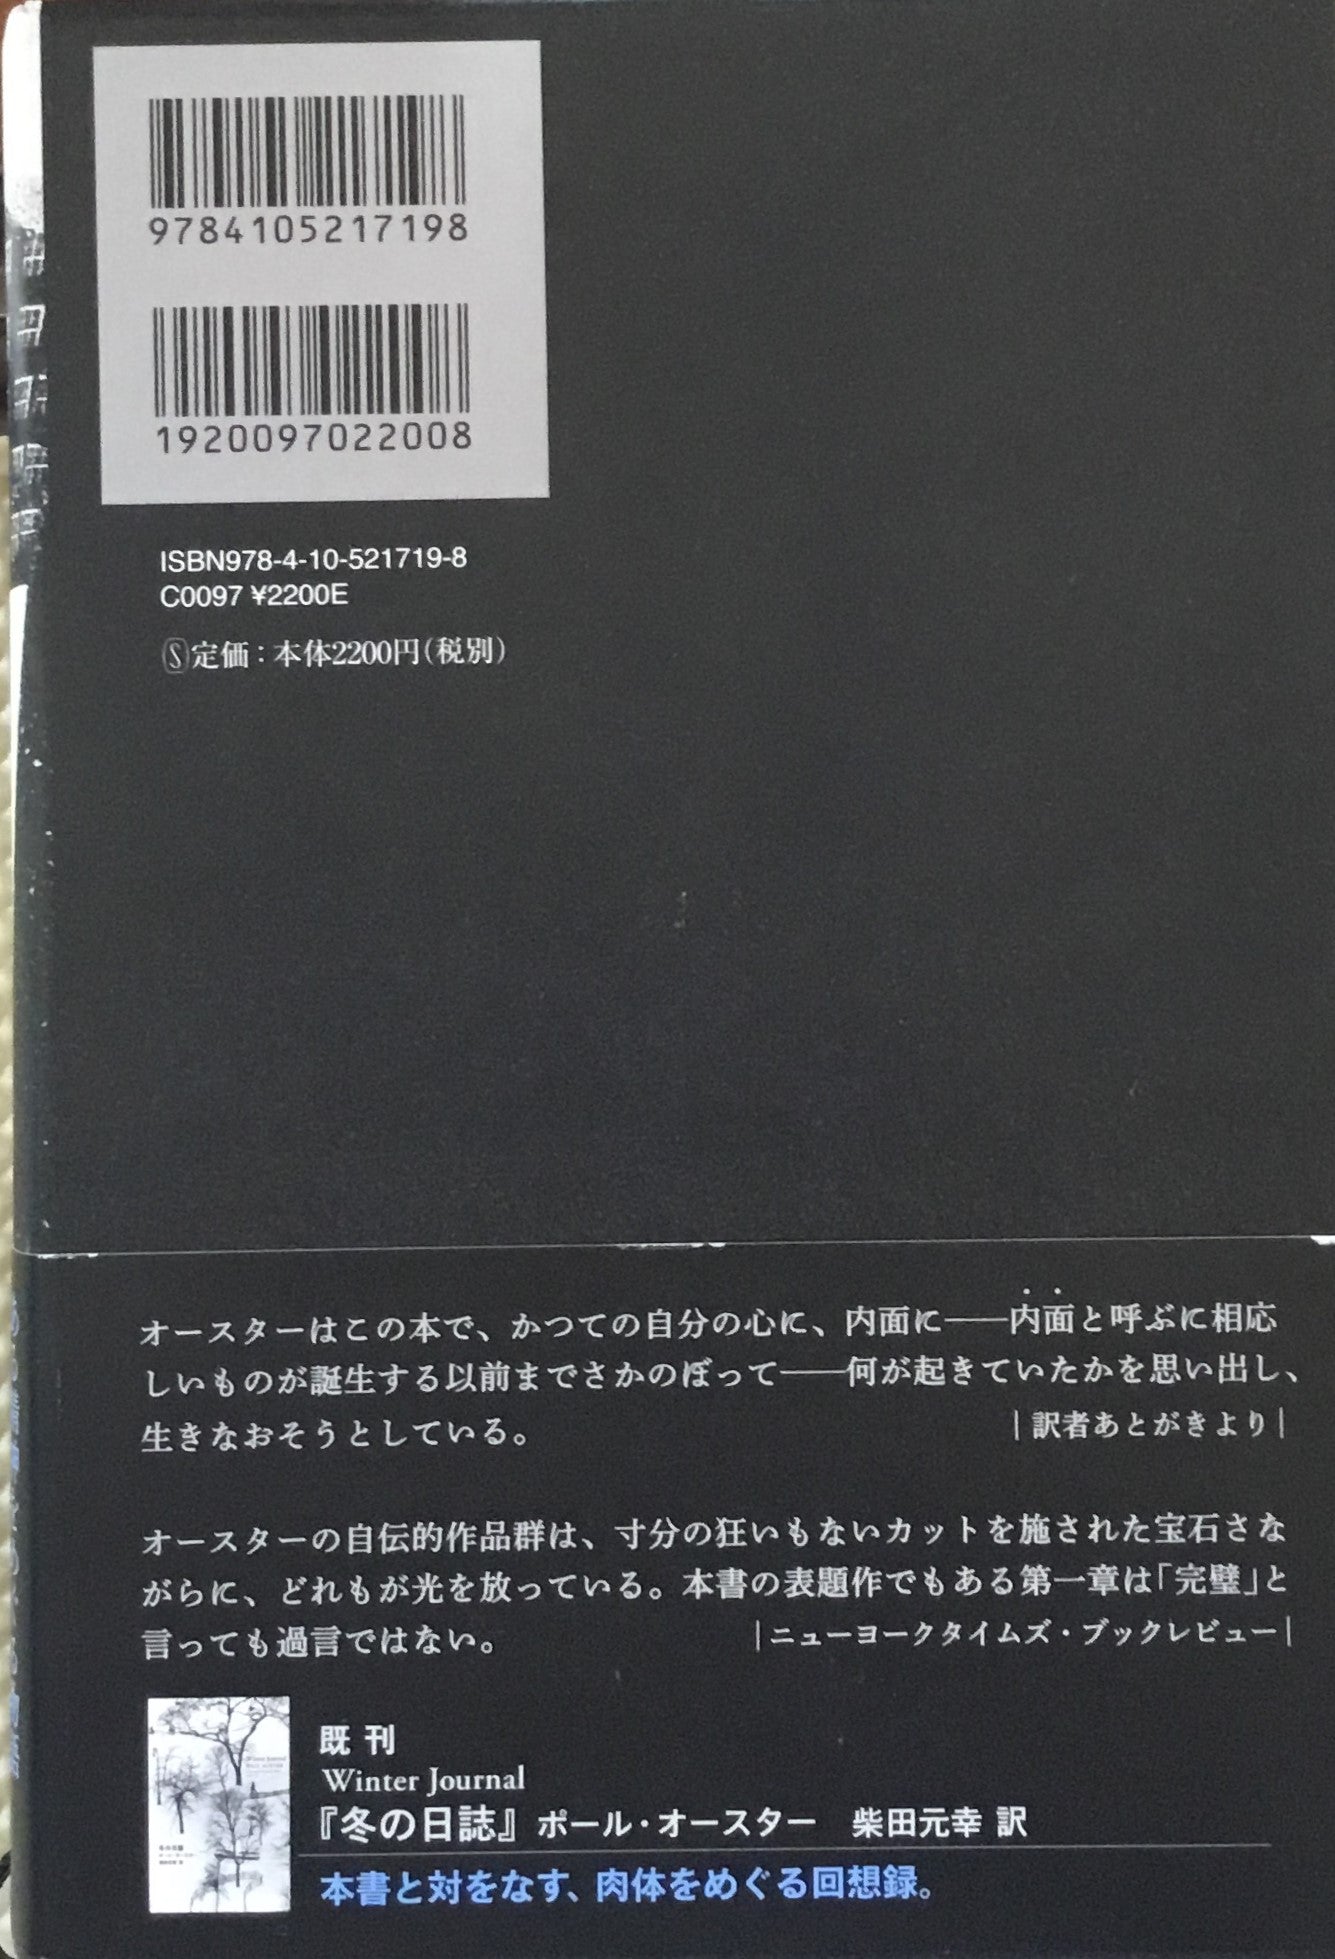 9784105217198
1920097022008
ISBN978-4-10-521719-8
C0097 ¥2200E
Ⓢ定価：本体2200円(税別)
オースターはこの本で、かつての自分の心に、内面に――内面と呼ぶに相応
しいものが誕生する以前までさかのぼって――何が起きていたかを思い出し、
生きなおそうとしている。 |訳者あとがきより|
オースターの自伝的作品群は、寸分の狂いもないカットを施された宝石さな
がらに、どれもが光を放っている。本書の表題作でもある第一章は「完璧」と
言っても過言ではない。 |ニューヨークタイムズ・ブックレビュー|
既刊
Winter Journal
『冬の日誌』ポール・オースター 柴田元幸 訳
本書と対をなす、肉体をめぐる回想録。